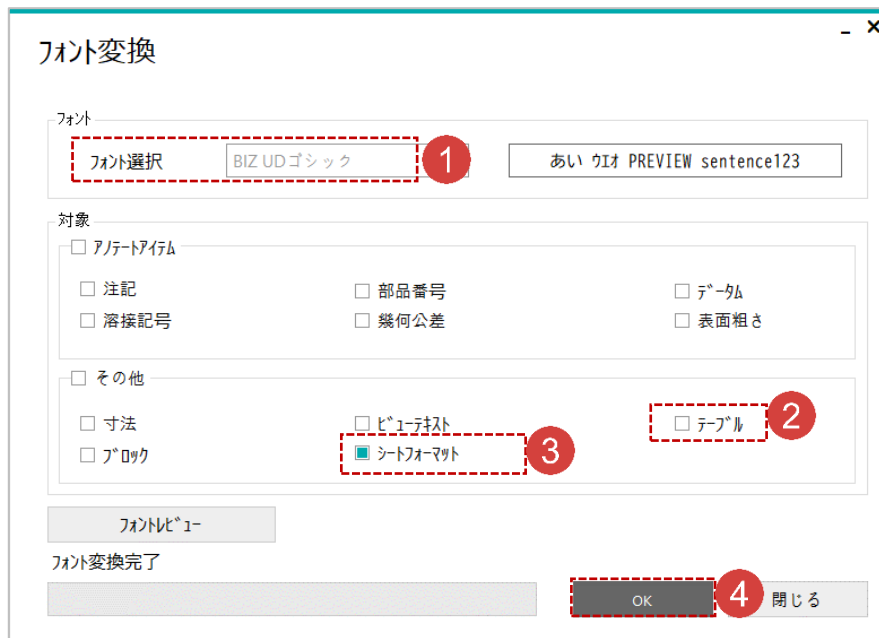 フォント変換
フォント
フォント選択 BIZ UDゴシック 1 あい ウエオ PREVIEW sentence123
対象
アノテートアイテム
注記 部品番号 データム
溶接記号 幾何公差 表面粗さ
その他
寸法 ビューテキスト テーブル 2
ブロック シートフォーマット 3
フォントレビュー
フォント変換完了
OK 4 閉じる